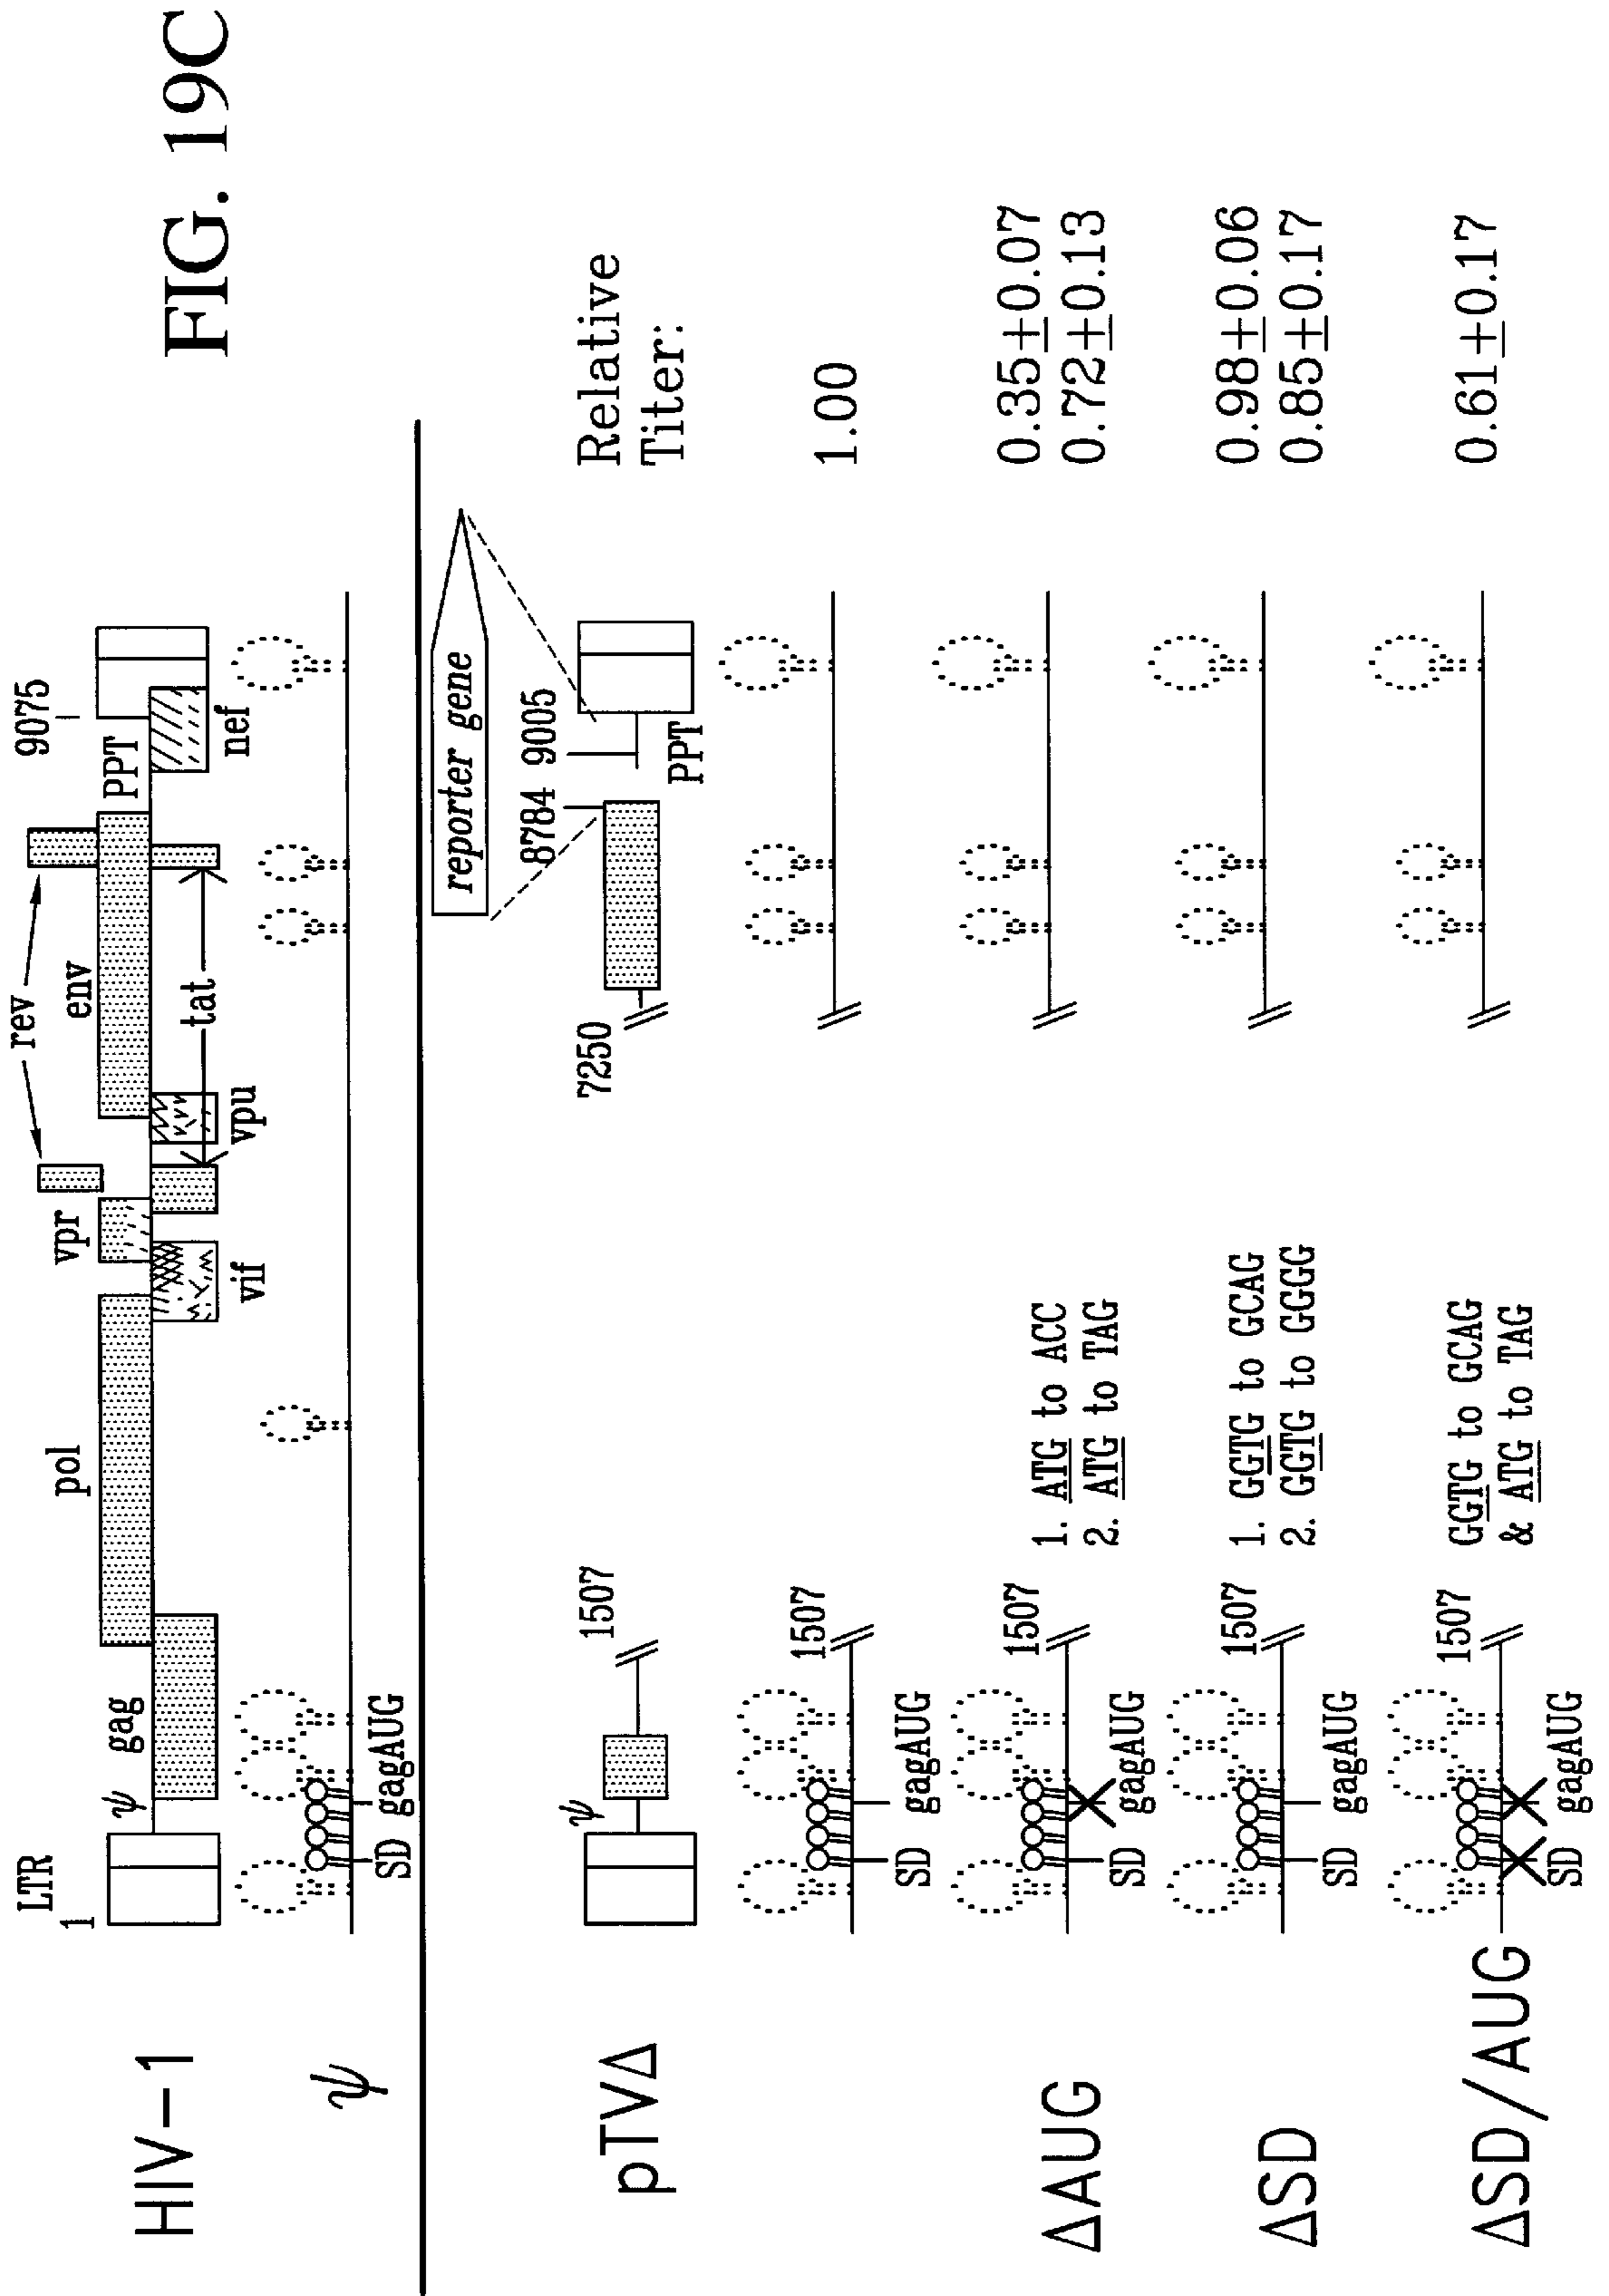 FIG. 19C
HIV-1
LTR
1
ψ
gag
pol
vif
vpr
rev
tat
vpu
env
PPT
nef
9075
ψ
SD
gagAUG
reporter gene
pTVΔ
ψ
1507
7250
8784
9005
PPT
Relative
Titer:
SD
gagAUG
1507
1.00
ΔAUG
SD
gagAUG
1507
1. ATG to ACC
2. ATG to TAG
0.35±0.07
0.72±0.13
ΔSD
SD
gagAUG
1507
1. GGTG to GCAG
2. GGTG to GGGG
0.98±0.06
0.85±0.17
ΔSD/AUG
SD
gagAUG
1507
GGTG to GCAG
& ATG to TAG
0.61±0.17